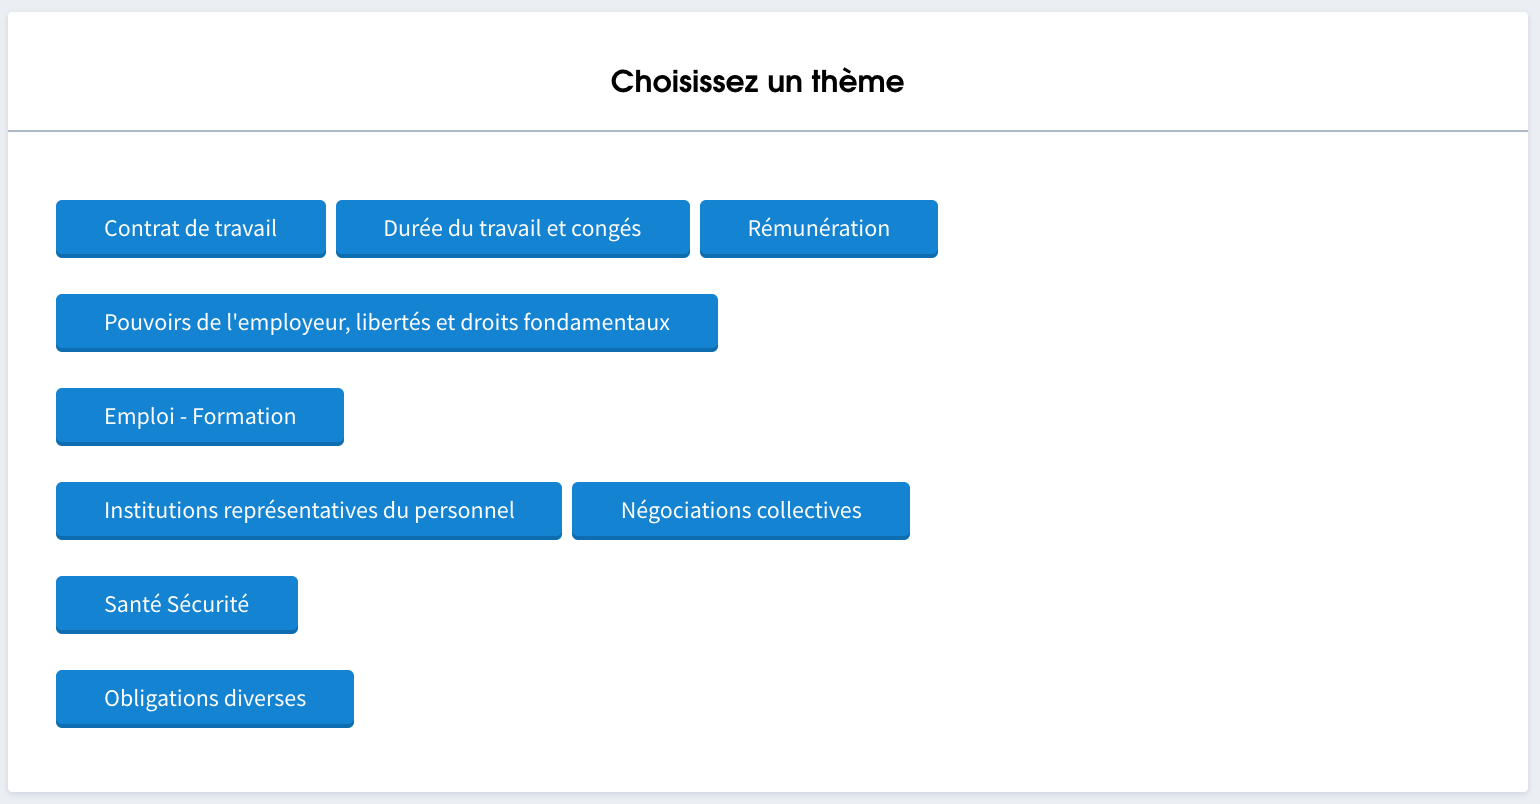 Choisissez un thème
Contrat de travail
Durée du travail et congés
Rémunération
Pouvoirs de l'employeur, libertés et droits fondamentaux
Emploi - Formation
Institutions représentatives du personnel
Négociations collectives
Santé Sécurité
Obligations diverses